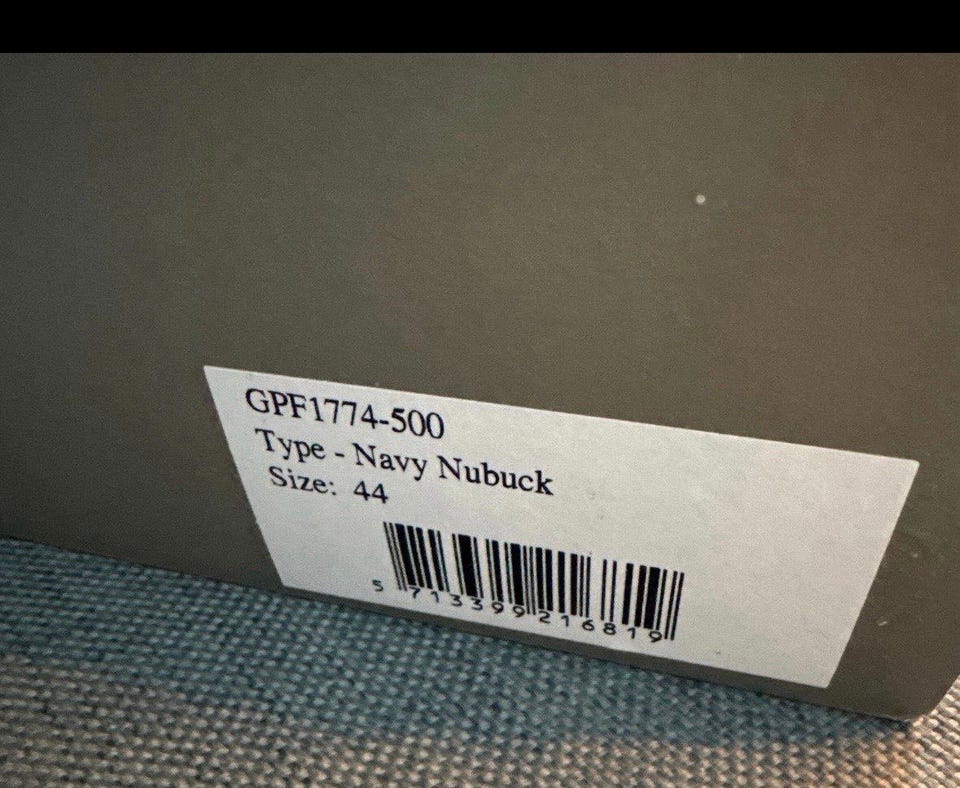 GPF1774-500
Type - Navy Nubuck
Size: 44
5 713399 216819